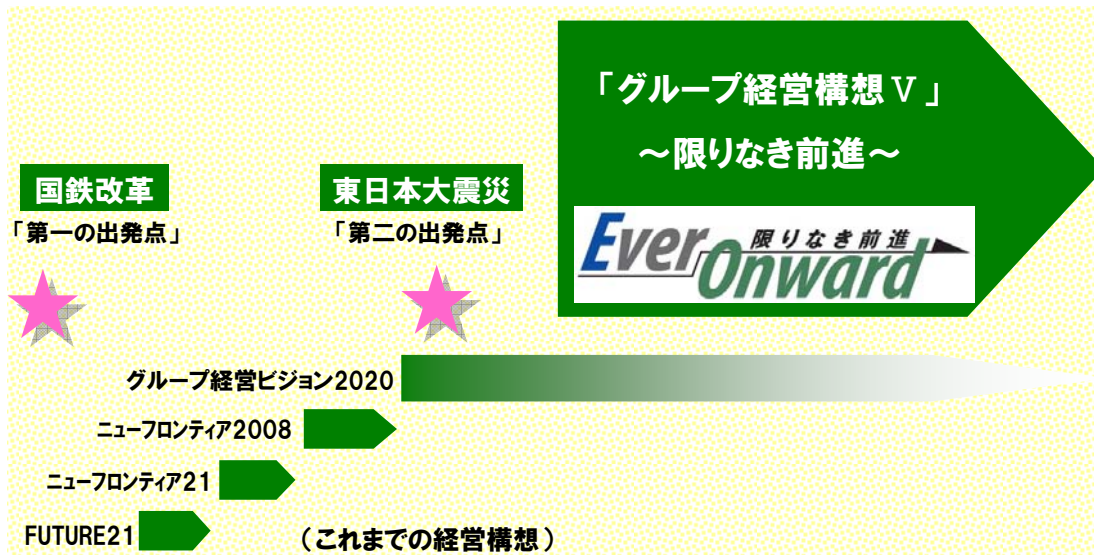 「グループ経営構想Ⅴ」
～限りなき前進～
国鉄改革
「第一の出発点」
東日本大震災
「第二の出発点」
Ever Onward
限りなき前進
グループ経営ビジョン2020
ニューフロンティア2008
ニューフロンティア21
FUTURE21
（これまでの経営構想）